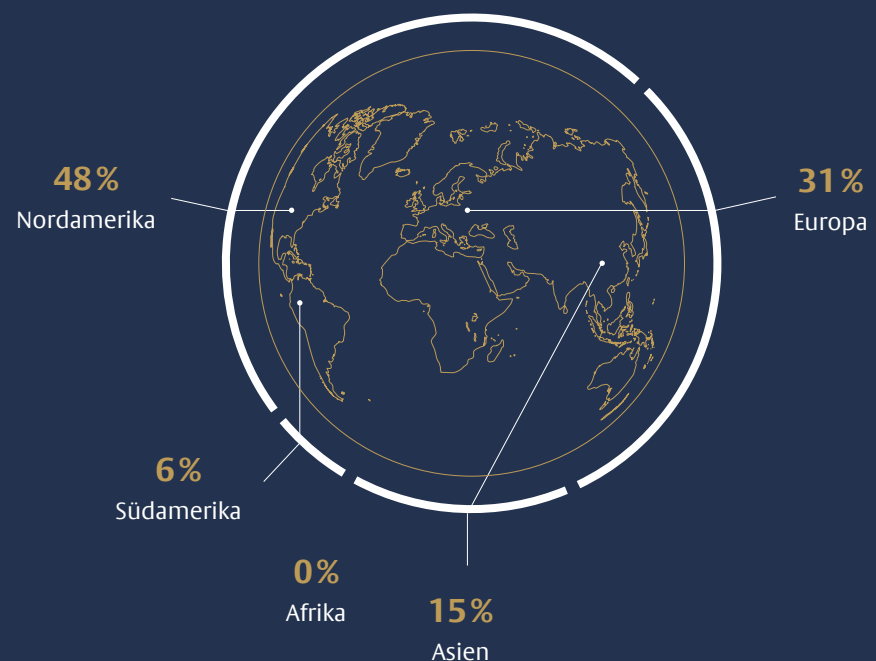 48%
Nordamerika
31%
Europa
6%
Südamerika
0%
Afrika
15%
Asien